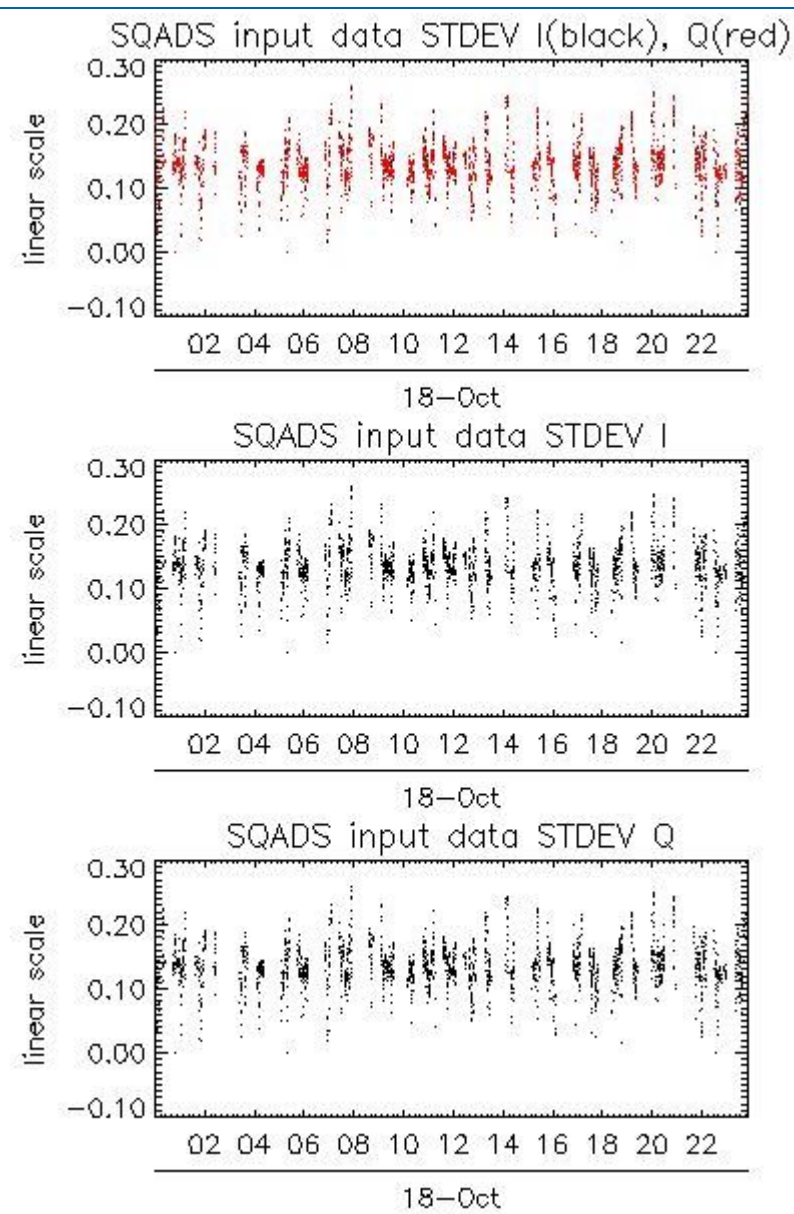 SQADS input data STDEV I(black), Q(red)
0.30
0.20
0.10
0.00
-0.10
linear scale
02 04 06 08 10 12 14 16 18 20 22
18-Oct
SQADS input data STDEV I
0.30
0.20
0.10
0.00
-0.10
linear scale
02 04 06 08 10 12 14 16 18 20 22
18-Oct
SQADS input data STDEV Q
0.30
0.20
0.10
0.00
-0.10
linear scale
02 04 06 08 10 12 14 16 18 20 22
18-Oct